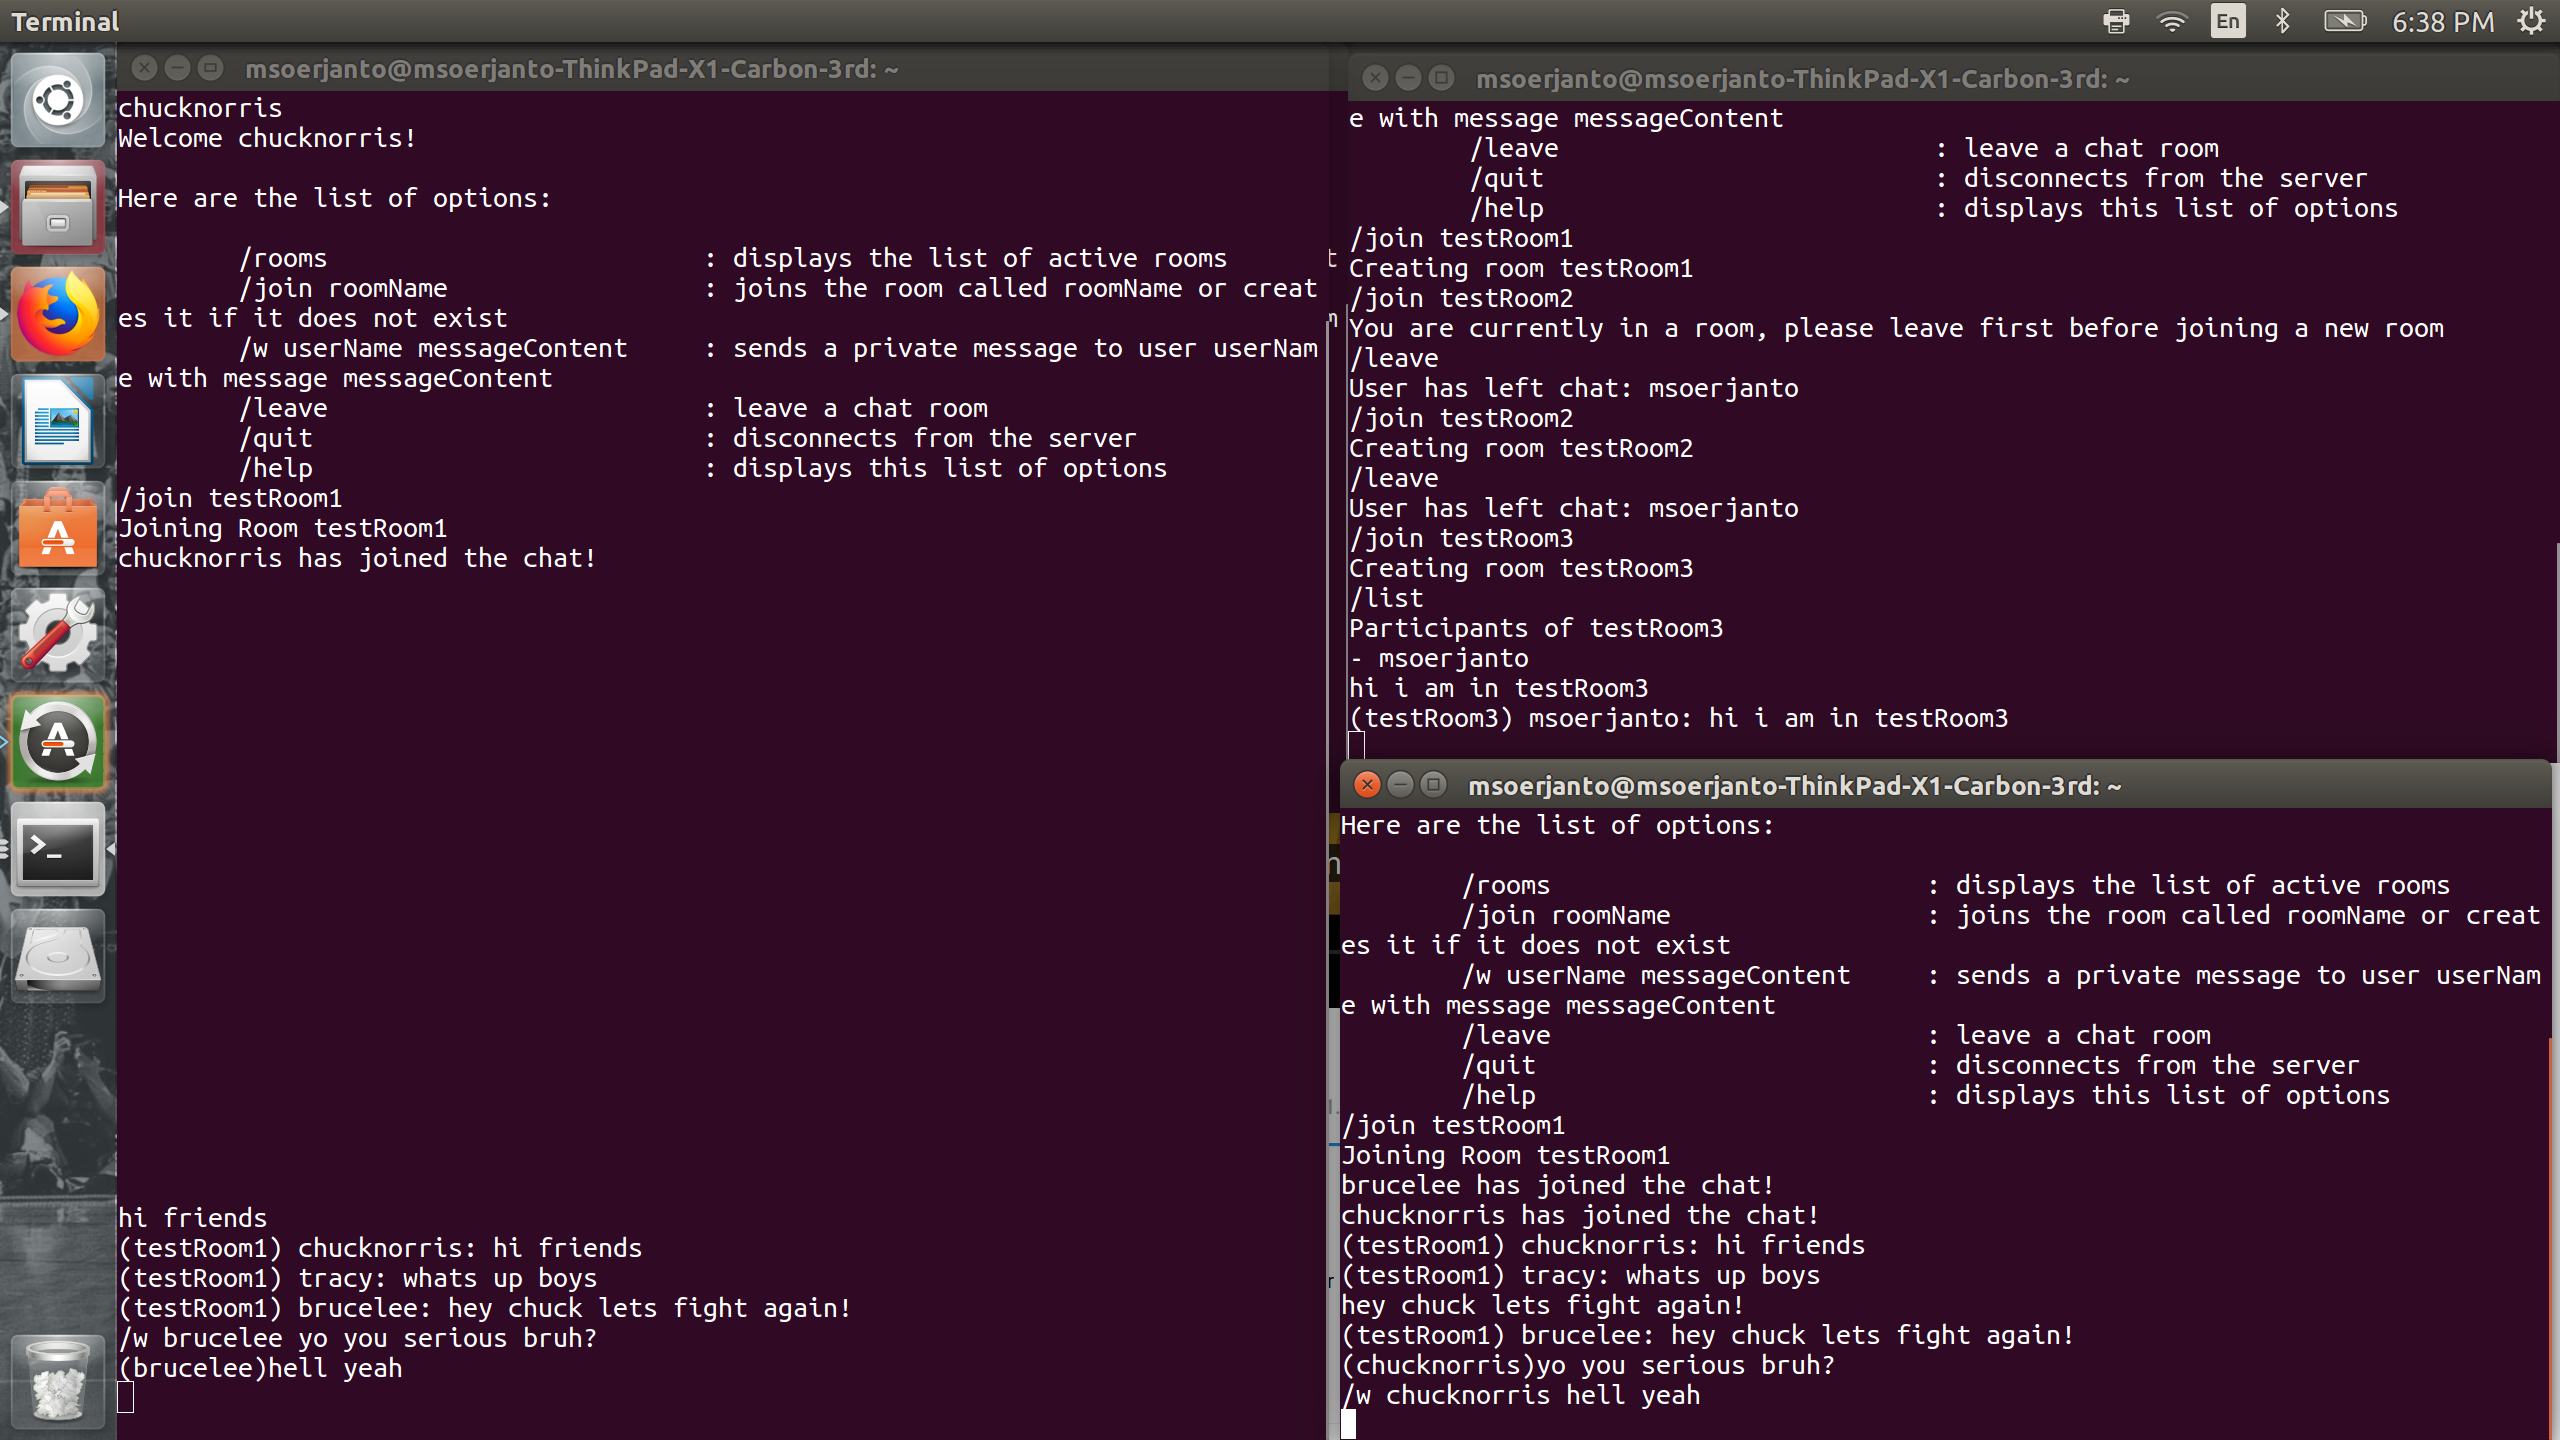 Terminal
En
6:38 PM
msoerjanto@msoerjanto-ThinkPad-X1-Carbon-3rd: ~
chucknorris
Welcome chucknorris!
Here are the list of options:
/rooms : displays the list of active rooms
/join roomName : joins the room called roomName or creat
es it if it does not exist
/w userName messageContent : sends a private message to user userNam
e with message messageContent
/leave : leave a chat room
/quit : disconnects from the server
/help : displays this list of options
/join testRoom1
Joining Room testRoom1
chucknorris has joined the chat!
hi friends
(testRoom1) chucknorris: hi friends
(testRoom1) tracy: whats up boys
(testRoom1) brucelee: hey chuck lets fight again!
/w brucelee yo you serious bruh?
(brucelee)hell yeah
msoerjanto@msoerjanto-ThinkPad-X1-Carbon-3rd: ~
e with message messageContent
/leave : leave a chat room
/quit : disconnects from the server
/help : displays this list of options
/join testRoom1
Creating room testRoom1
/join testRoom2
You are currently in a room, please leave first before joining a new room
/leave
User has left chat: msoerjanto
/join testRoom2
Creating room testRoom2
/leave
User has left chat: msoerjanto
/join testRoom3
Creating room testRoom3
/list
Participants of testRoom3
- msoerjanto
hi i am in testRoom3
(testRoom3) msoerjanto: hi i am in testRoom3
msoerjanto@msoerjanto-ThinkPad-X1-Carbon-3rd: ~
Here are the list of options:
/rooms : displays the list of active rooms
/join roomName : joins the room called roomName or creat
es it if it does not exist
/w userName messageContent : sends a private message to user userNam
e with message messageContent
/leave : leave a chat room
/quit : disconnects from the server
/help : displays this list of options
/join testRoom1
Joining Room testRoom1
brucelee has joined the chat!
chucknorris has joined the chat!
(testRoom1) chucknorris: hi friends
(testRoom1) tracy: whats up boys
hey chuck lets fight again!
(testRoom1) brucelee: hey chuck lets fight again!
(chucknorris)yo you serious bruh?
/w chucknorris hell yeah